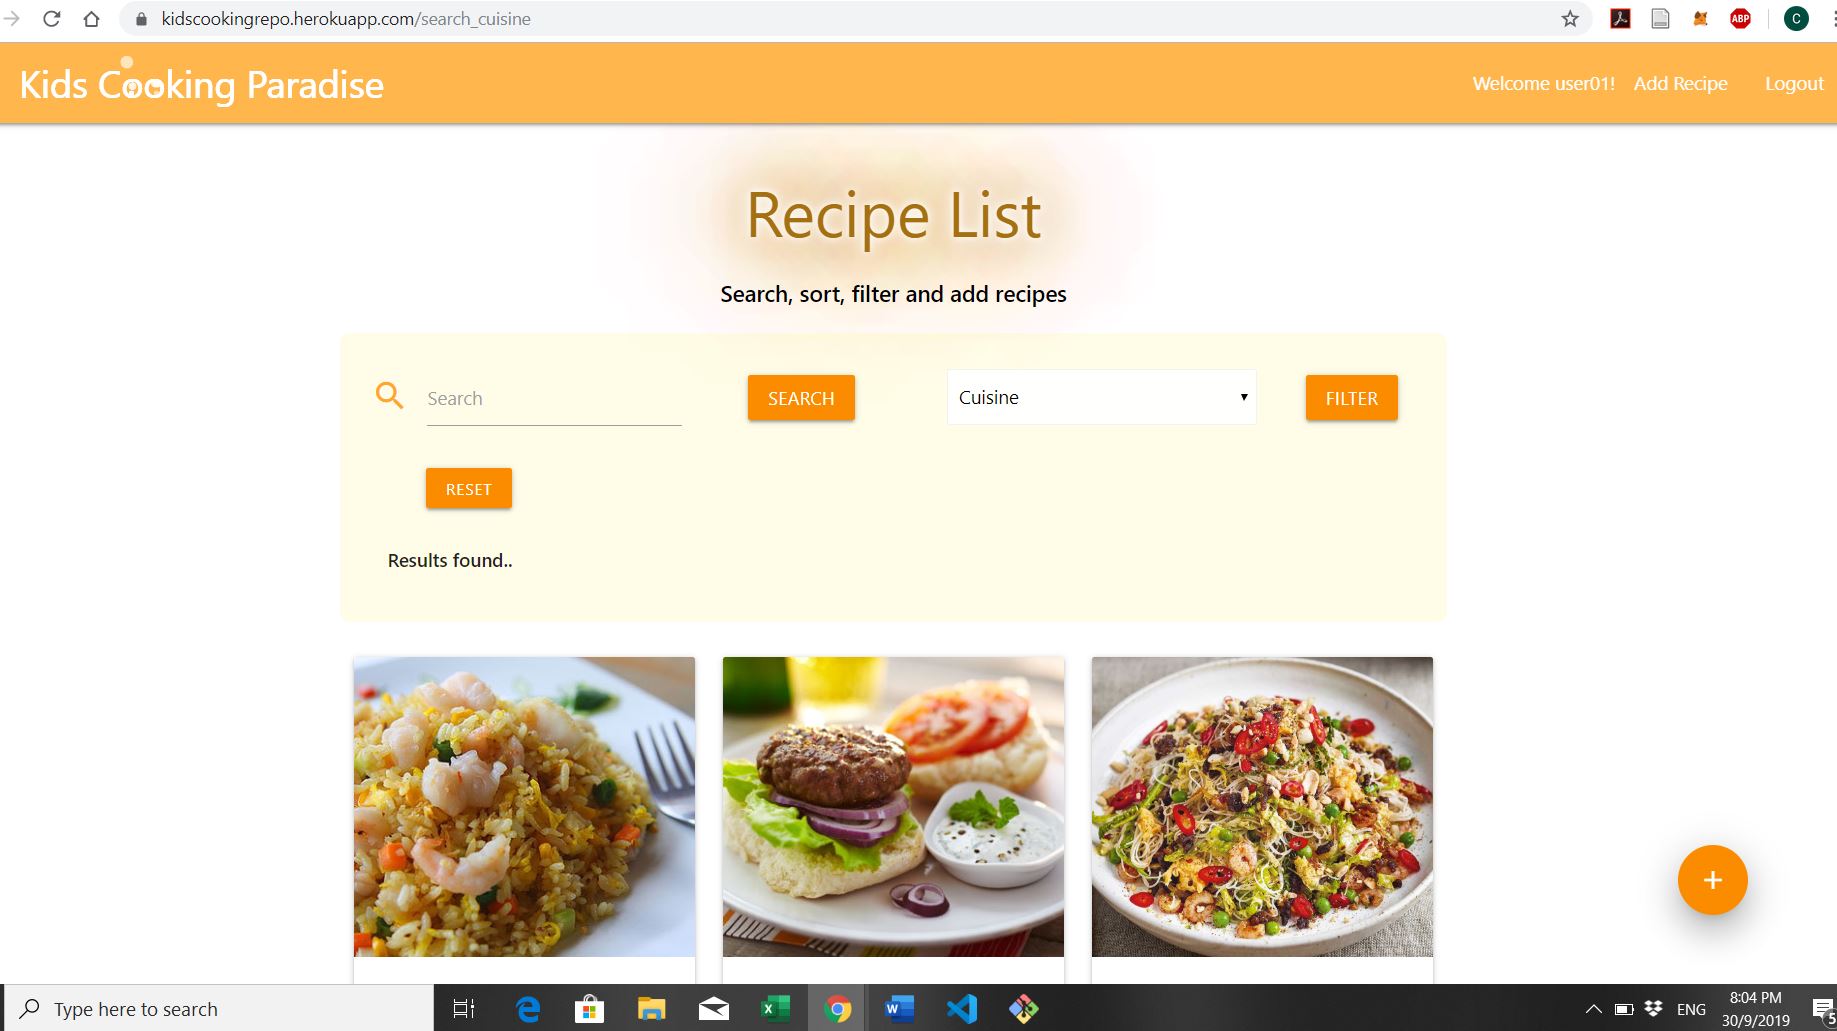 kidscookingrepo.herokuapp.com/search_cuisine
ABP
C
Kids Cooking Paradise
Welcome user01!
Add Recipe
Logout
Recipe List
Search, sort, filter and add recipes
Search
SEARCH
Cuisine
FILTER
RESET
Results found..
+
Type here to search
ENG
8:04 PM
30/9/2019
5